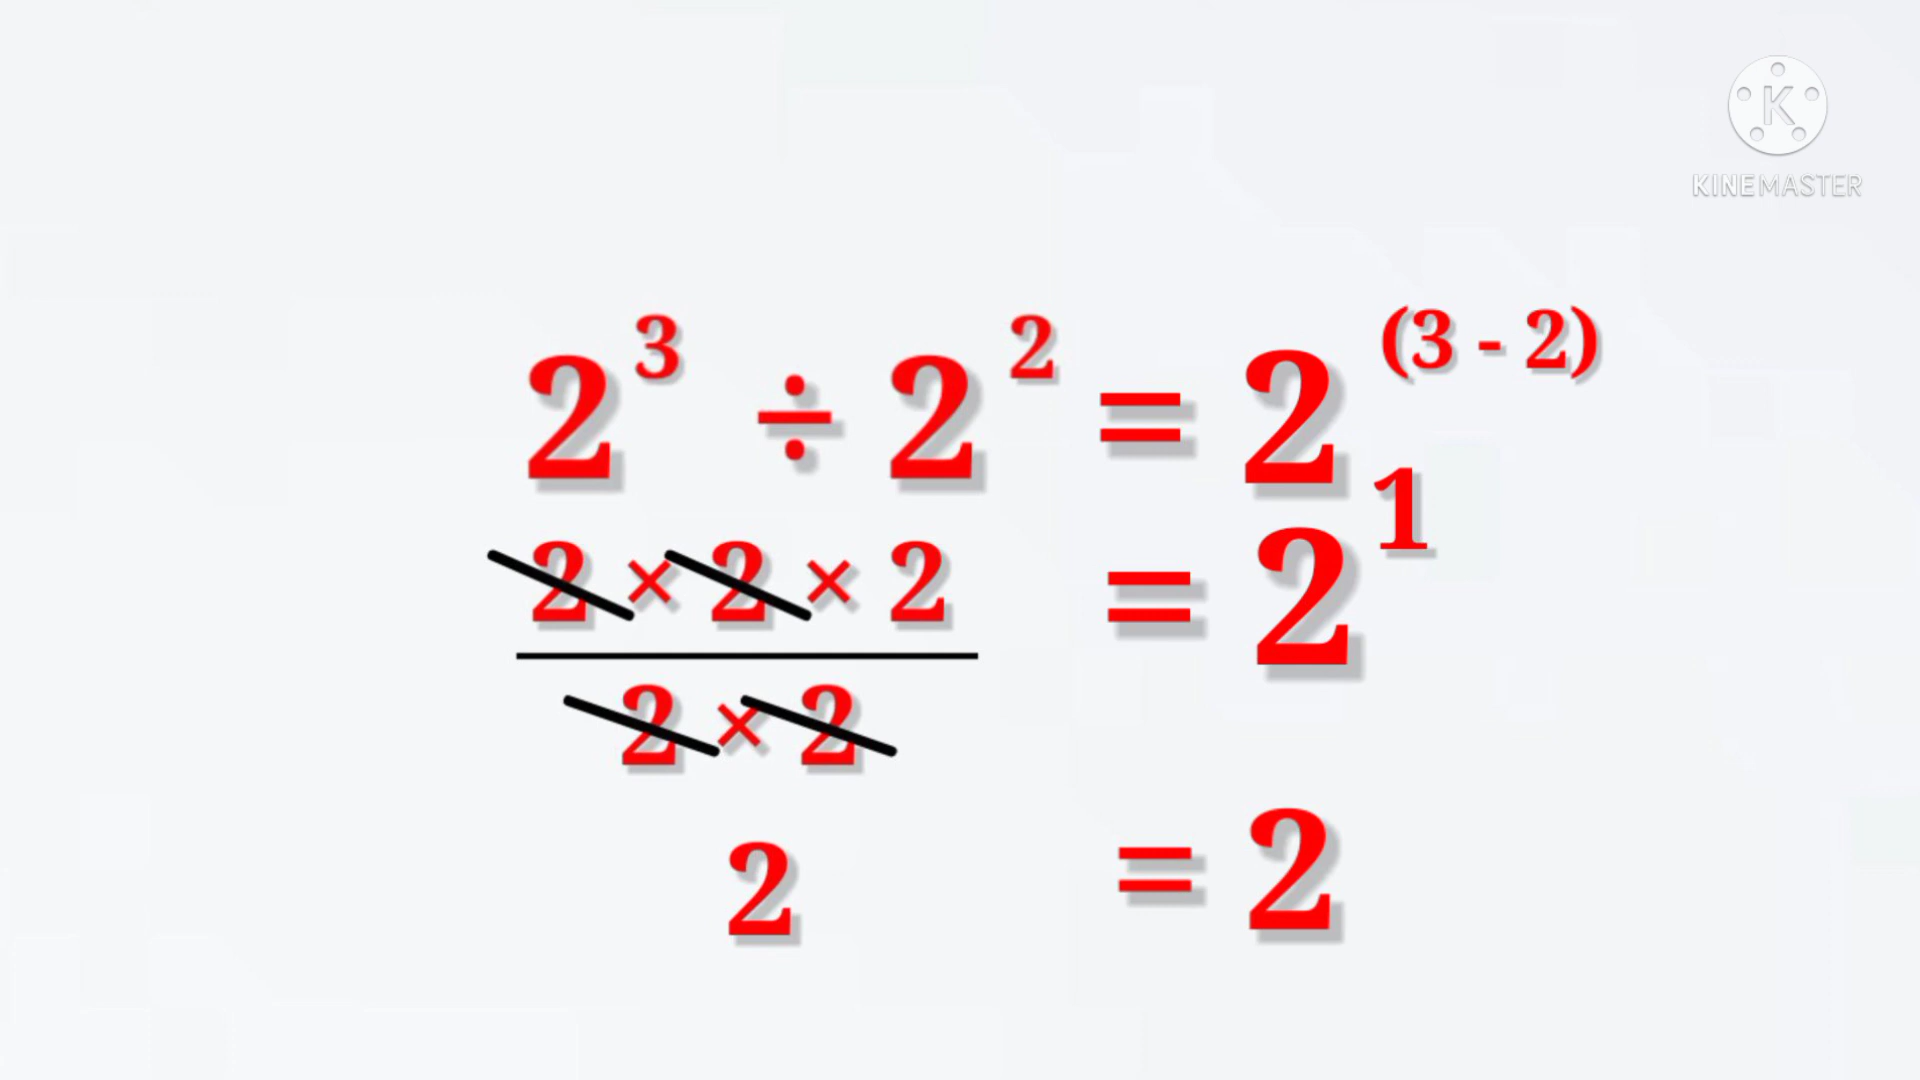 KINEMASTER
2³ ÷ 2² = 2⁽³ ⁻ ²⁾
2 × 2 × 2 = 2¹
2 × 2
2 = 2